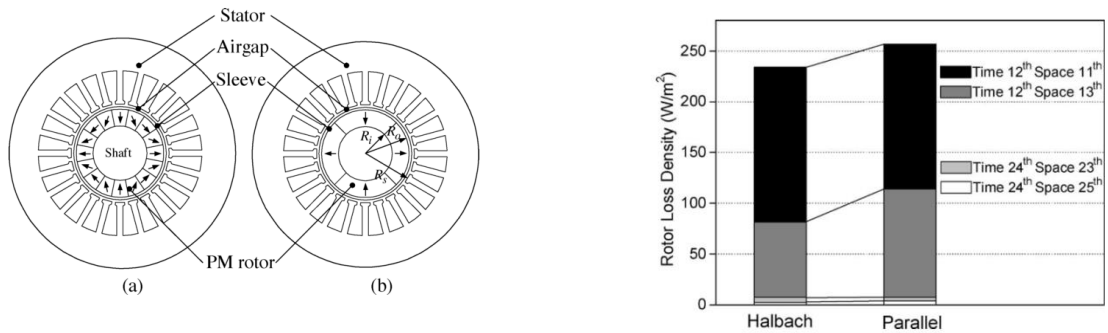 Stator
Airgap
Sleeve
Shaft
PM rotor
(a)
R_i
R_o
R_s
(b)
Rotor Loss Density (W/m²)
250
200
150
100
50
0
Time 12th Space 11th
Time 12th Space 13th
Time 24th Space 23th
Time 24th Space 25th
Halbach Parallel